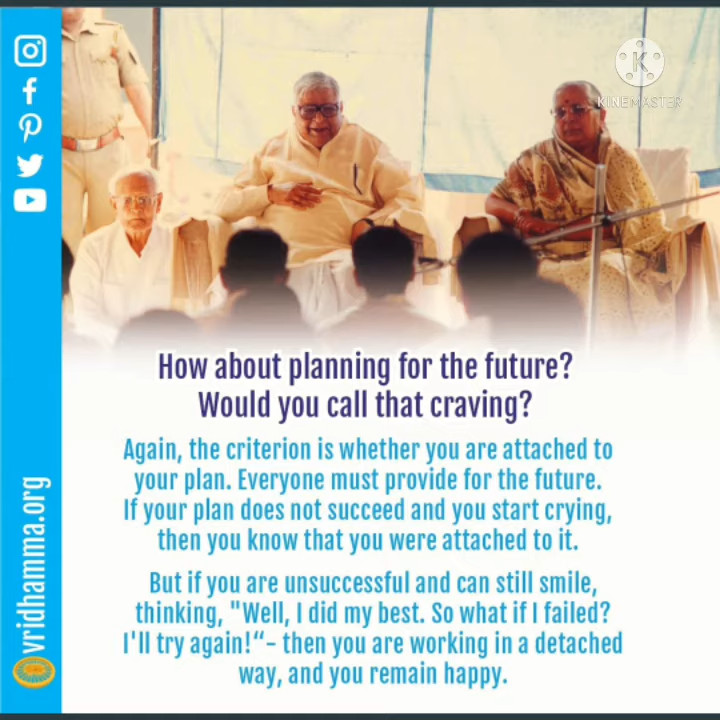 KINEMASTER
How about planning for the future?
Would you call that craving?
Again, the criterion is whether you are attached to
your plan. Everyone must provide for the future.
If your plan does not succeed and you start crying,
then you know that you were attached to it.
But if you are unsuccessful and can still smile,
thinking, "Well, I did my best. So what if I failed?
I'll try again!“- then you are working in a detached
way, and you remain happy.
vridhamma.org